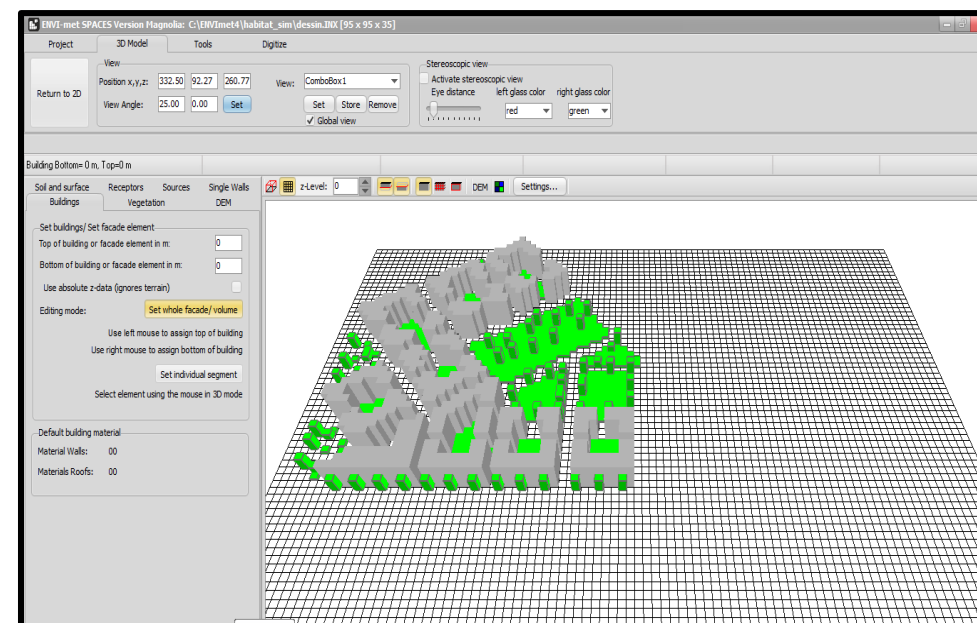 ENVI-met SPACES Version Magnolia: C:\ENVImet4\habitat_sim\dessin.INX [95 x 95 x 35]
Project 3D Model Tools Digitize
View Stereoscopic view
Position x,y,z: 332.50 92.27 260.77 View: ComboBox1 Activate stereoscopic view
Return to 2D Eye distance left glass color right glass color
View Angle: 25.00 0.00 Set Set Store Remove red green
Global view
Building Bottom= 0 m, Top=0 m
Soil and surface Receptors Sources Single Walls z-Level: 0 DEM Settings...
Buildings Vegetation DEM
Set buildings/ Set facade element
Top of building or facade element in m: 0
Bottom of building or facade element in m: 0
Use absolute z-data (ignores terrain)
Editing mode: Set whole facade/ volume
Use left mouse to assign top of building
Use right mouse to assign bottom of building
Set individual segment
Select element using the mouse in 3D mode
Default building material
Material Walls: 00
Materials Roofs: 00